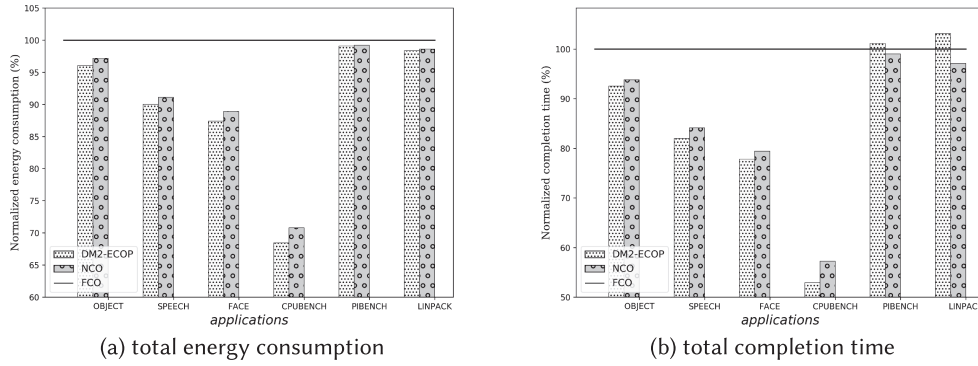 105
100
95
90
85
80
75
70
65
60
Normalized energy consumption (%)
DM2-ECOP
NCO
FCO
OBJECT SPEECH FACE CPUBENCH PIBENCH LINPACK
applications
(a) total energy consumption
100
90
80
70
60
50
Normalized completion time (%)
DM2-ECOP
NCO
FCO
OBJECT SPEECH FACE CPUBENCH PIBENCH LINPACK
applications
(b) total completion time